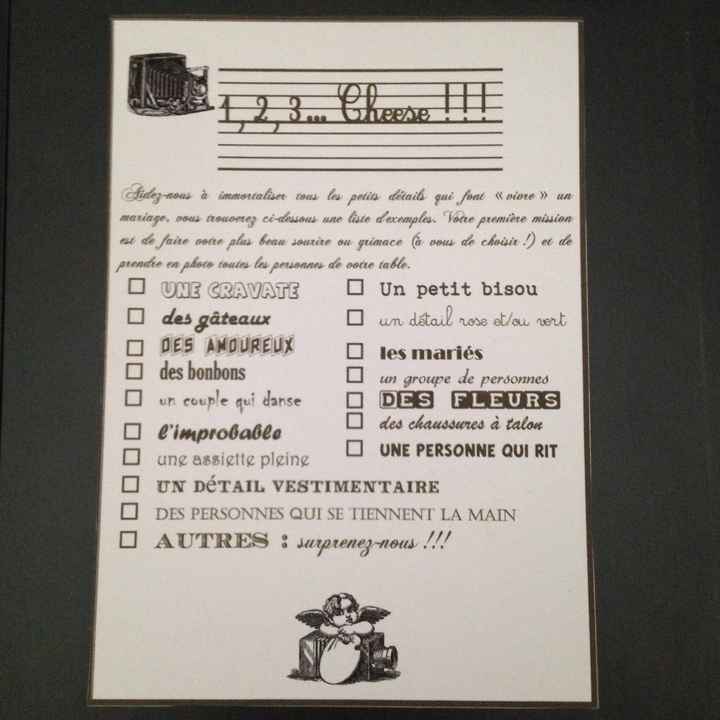 1, 2, 3... Cheese !!!
Aidez-nous à immortaliser tous les petits détails qui font « vivre » un
mariage, vous trouverez ci-dessous une liste d'exemples. Votre première mission
est de faire votre plus beau sourire ou grimace (à vous de choisir !) et de
prendre en photo toutes les personnes de votre table.
UNE CRAVATE
des gâteaux
DES AMOUREUX
des bonbons
un couple qui danse
l'improbable
une assiette pleine
UN DéTAIL VESTIMENTAIRE
DES PERSONNES QUI SE TIENNENT LA MAIN
AUTRES : surprenez-nous !!!
Un petit bisou
un détail rose et/ou vert
les mariés
un groupe de personnes
DES FLEURS
des chaussures à talon
UNE PERSONNE QUI RIT